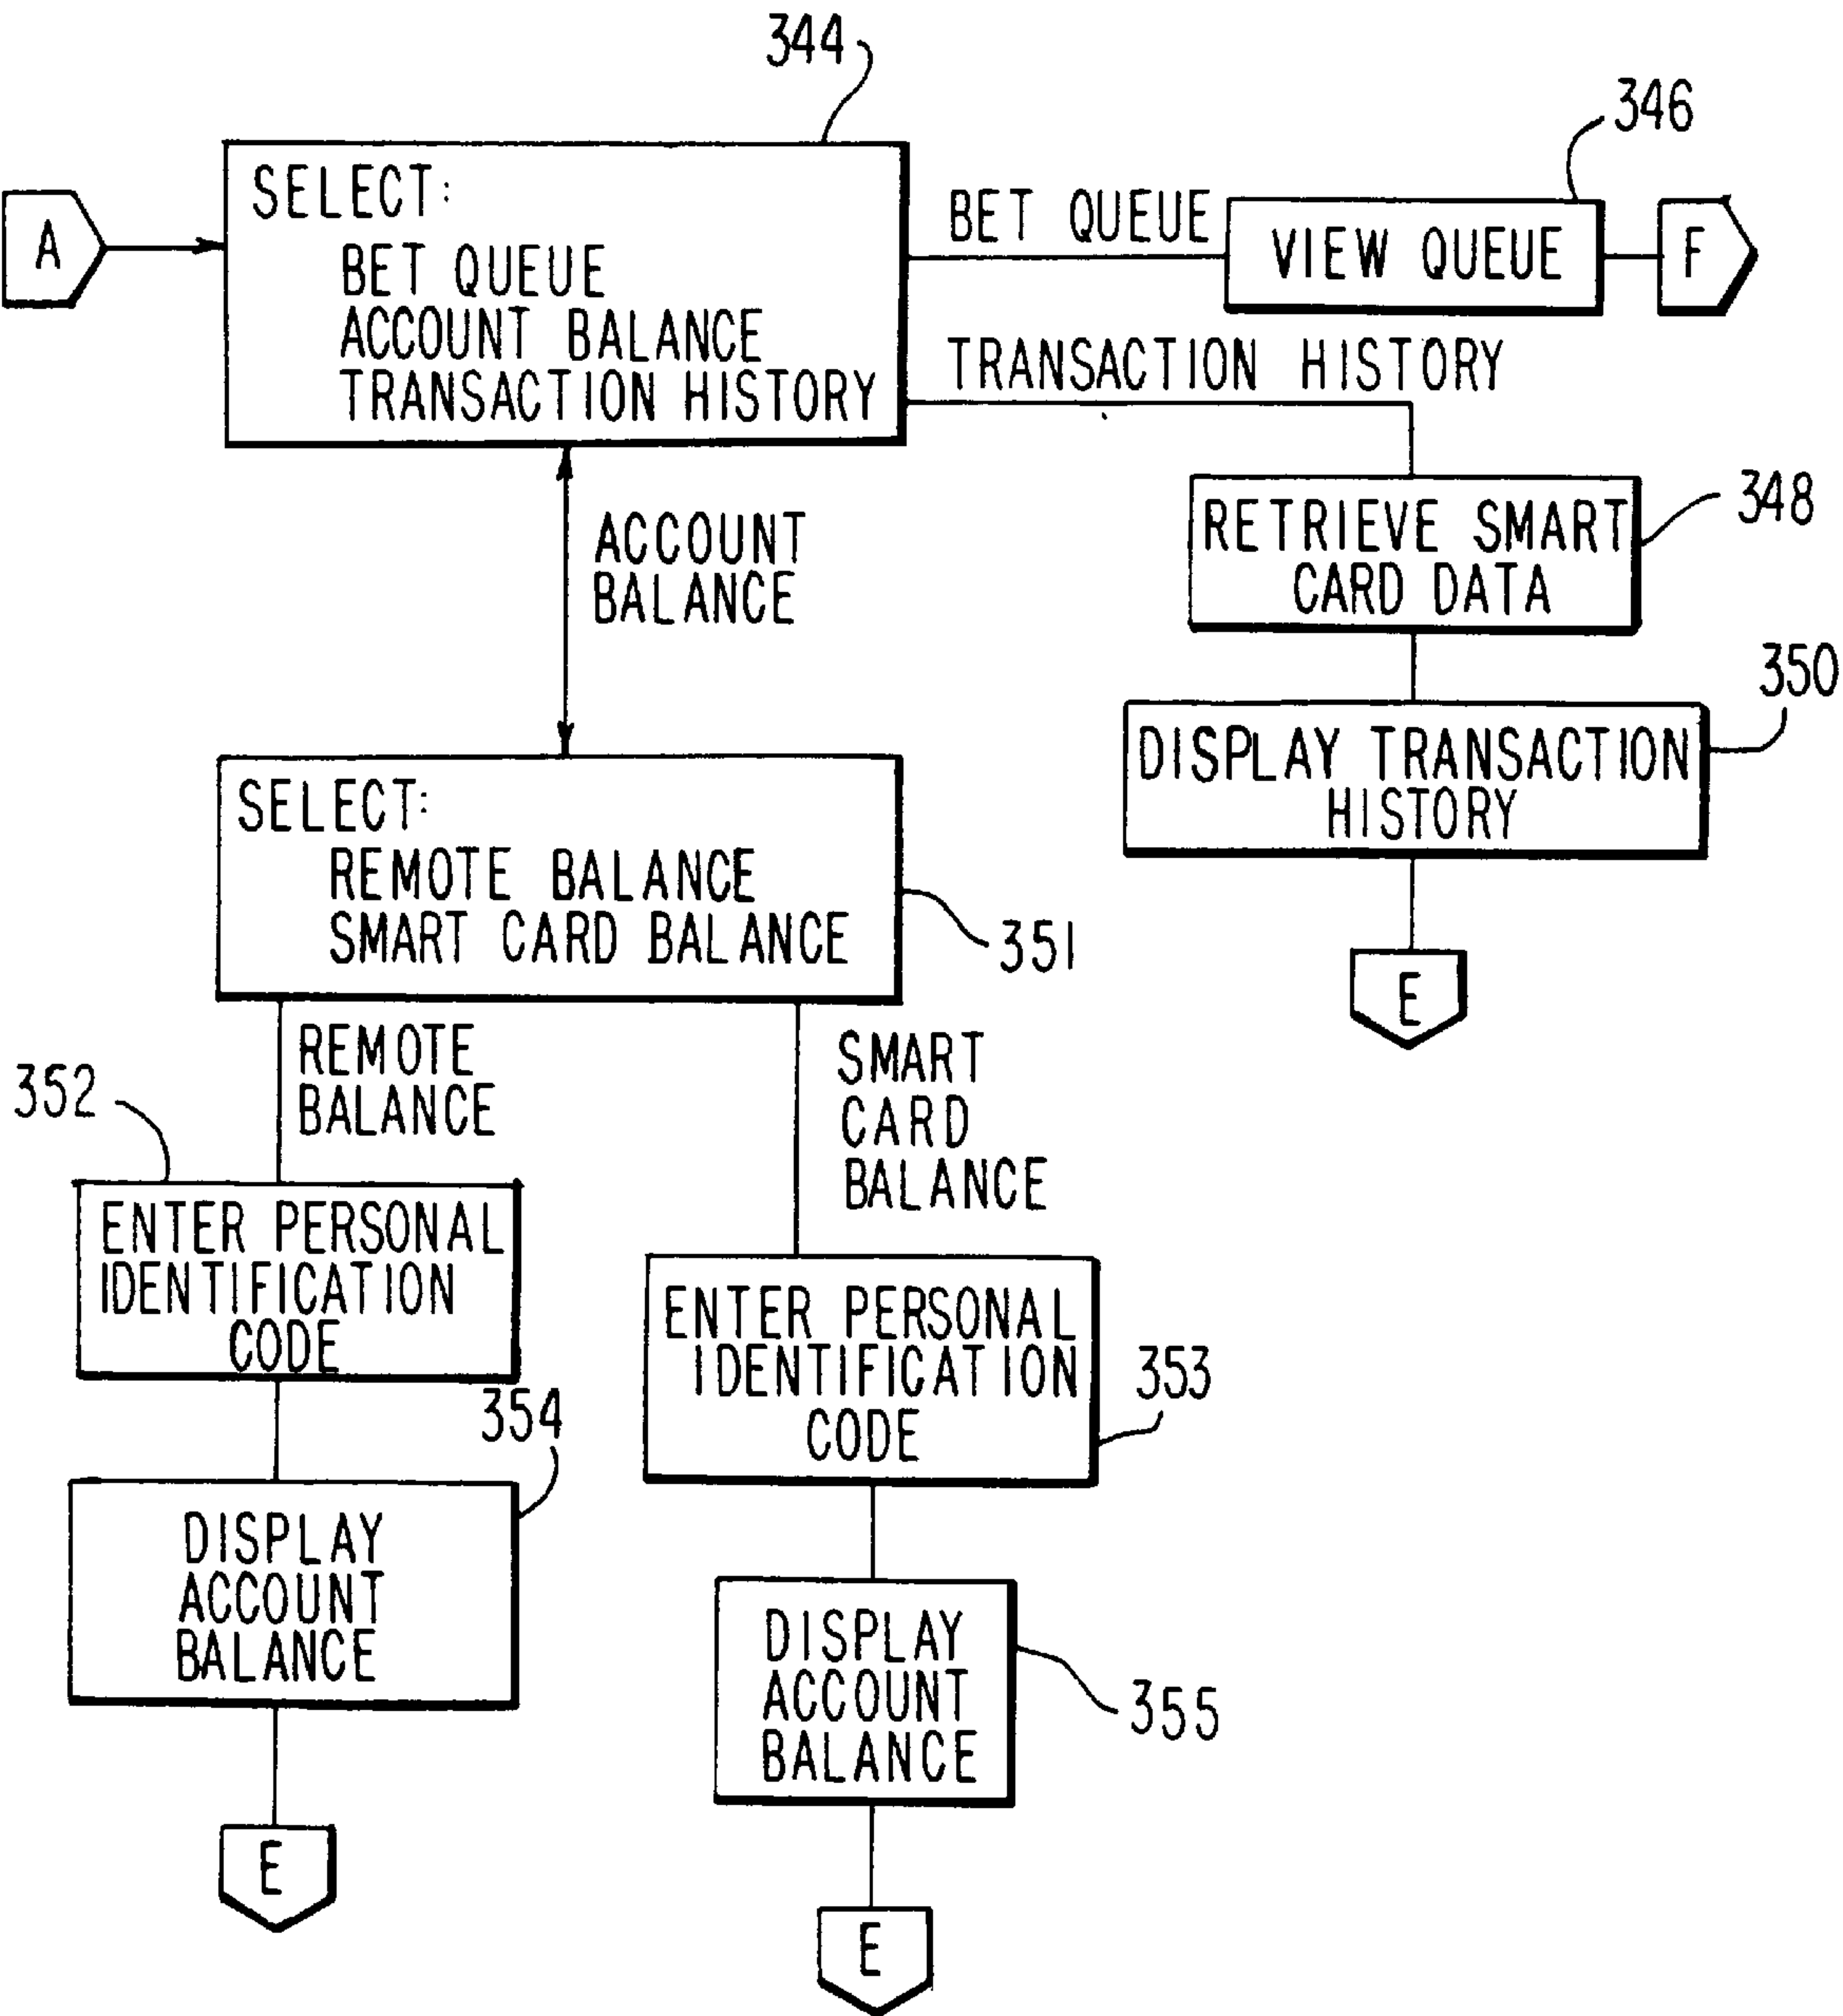 344
346
A
SELECT:
BET QUEUE
ACCOUNT BALANCE
TRANSACTION HISTORY
BET QUEUE
VIEW QUEUE
F
TRANSACTION HISTORY
ACCOUNT
BALANCE
RETRIEVE SMART
CARD DATA
348
350
DISPLAY TRANSACTION
HISTORY
E
SELECT:
REMOTE BALANCE
SMART CARD BALANCE
351
REMOTE
BALANCE
SMART
CARD
BALANCE
352
ENTER PERSONAL
IDENTIFICATION
CODE
ENTER PERSONAL
IDENTIFICATION
CODE
353
354
DISPLAY
ACCOUNT
BALANCE
DISPLAY
ACCOUNT
BALANCE
355
E
E